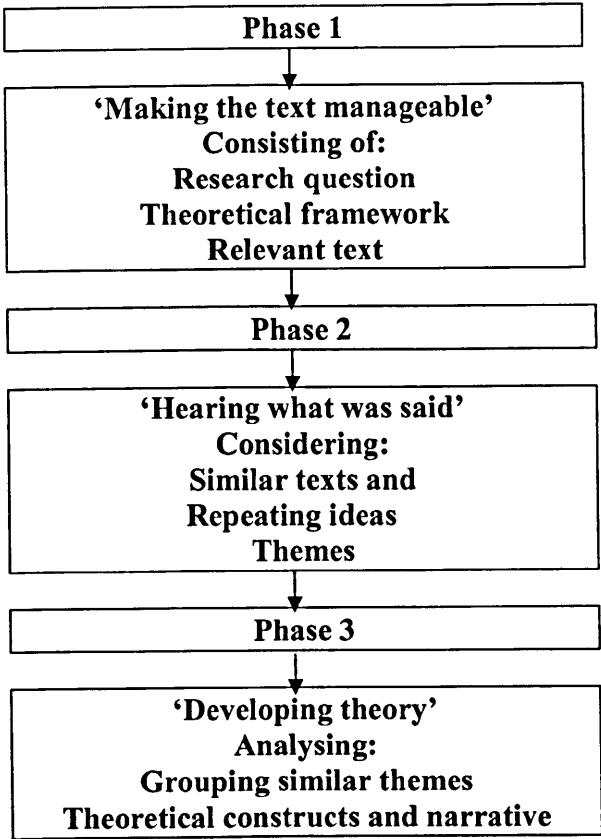 Phase 1
‘Making the text manageable’
Consisting of:
Research question
Theoretical framework
Relevant text
Phase 2
‘Hearing what was said’
Considering:
Similar texts and
Repeating ideas
Themes
Phase 3
‘Developing theory’
Analysing:
Grouping similar themes
Theoretical constructs and narrative